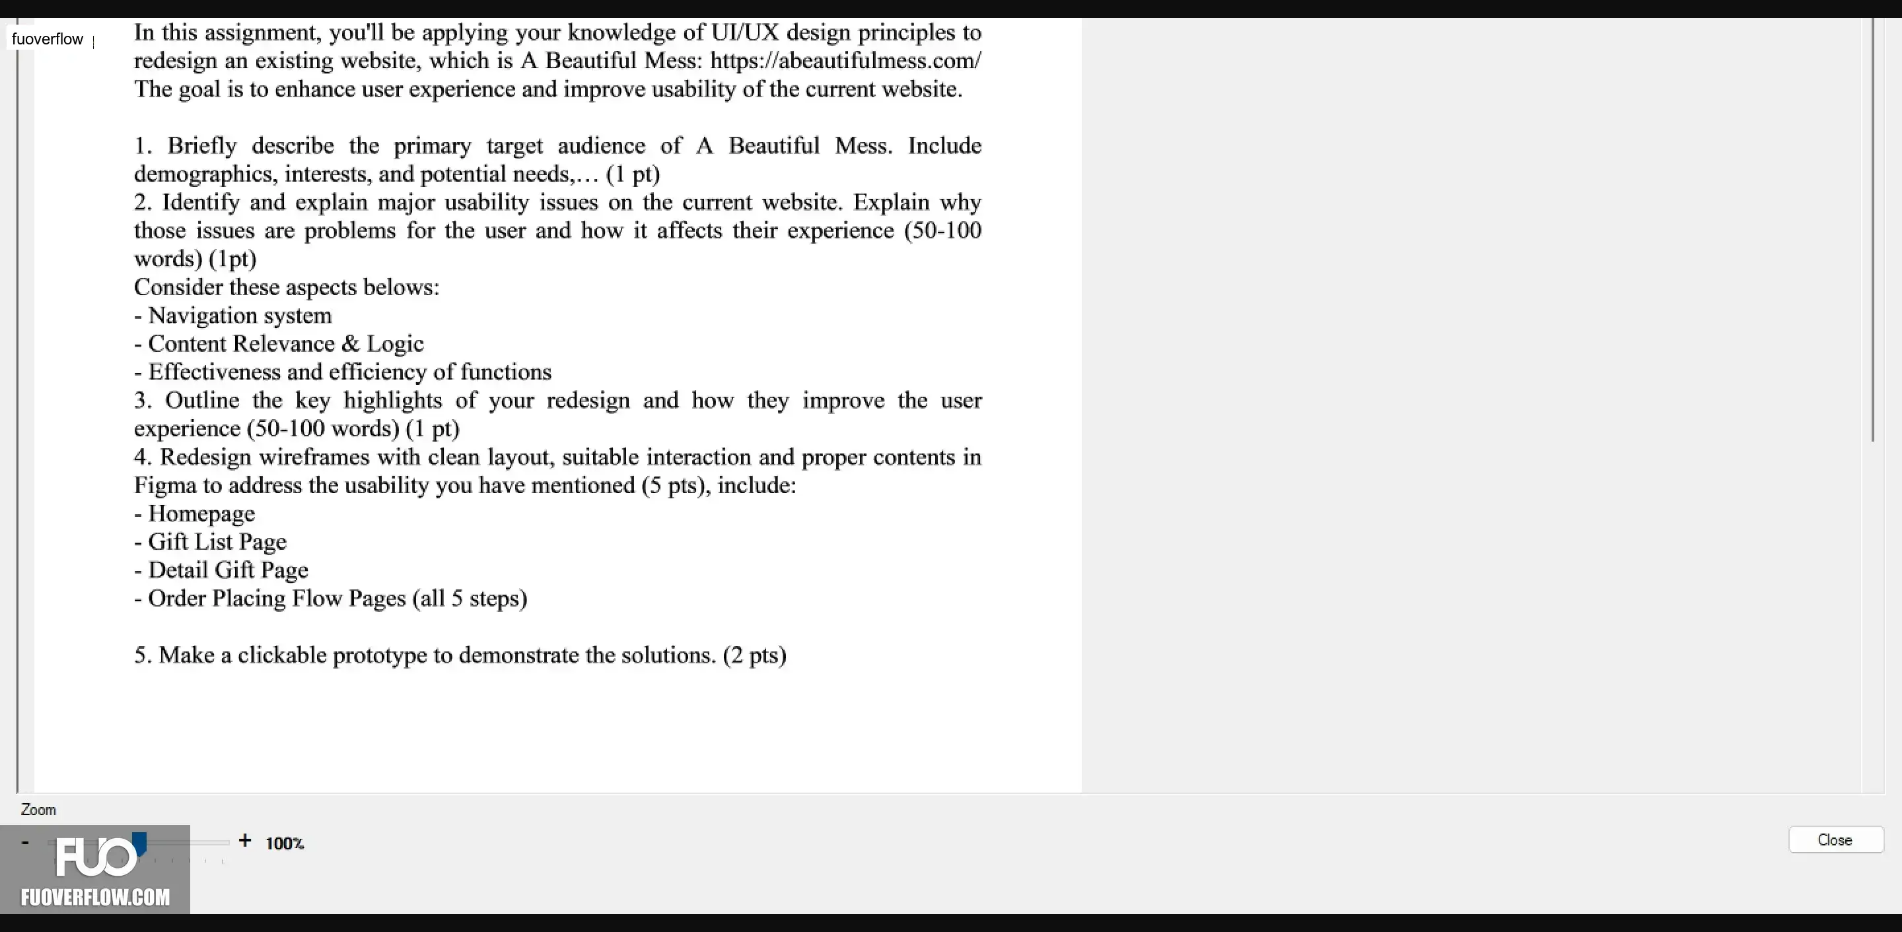 fuoverflow
In this assignment, you'll be applying your knowledge of UI/UX design principles to
redesign an existing website, which is A Beautiful Mess: https://abeautifulmess.com/
The goal is to enhance user experience and improve usability of the current website.
1. Briefly describe the primary target audience of A Beautiful Mess. Include
demographics, interests, and potential needs,... (1 pt)
2. Identify and explain major usability issues on the current website. Explain why
those issues are problems for the user and how it affects their experience (50-100
words) (1pt)
Consider these aspects belows:
- Navigation system
- Content Relevance & Logic
- Effectiveness and efficiency of functions
3. Outline the key highlights of your redesign and how they improve the user
experience (50-100 words) (1 pt)
4. Redesign wireframes with clean layout, suitable interaction and proper contents in
Figma to address the usability you have mentioned (5 pts), include:
- Homepage
- Gift List Page
- Detail Gift Page
- Order Placing Flow Pages (all 5 steps)
5. Make a clickable prototype to demonstrate the solutions. (2 pts)
Zoom
- + 100%
Close
FUO
FUOVERFLOW.COM